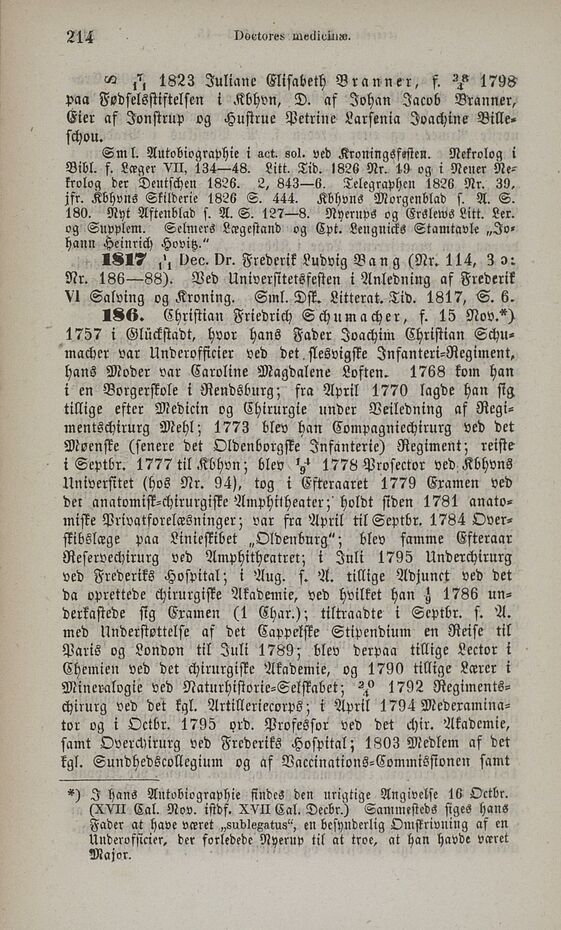 214
Doctores medicinæ.
∽ 7/11 1823 Juliane Elisabeth Branner, f. 28/4 1798
paa Fødselsstiftelsen i Kbhvn, D. af Johan Jacob Branner,
Eier af Jonstrup og Hustrue Petrine Larsenia Joachine Bille-
schou.
Sml. Autobiographie i act. sol. ved Kroningsfesten. Nekrolog i
Bibl. f. Læger VII, 134—48. Litt. Tid. 1826 Nr. 19 og i Neuer Ne-
krolog der Deutschen 1826. 2, 843—6. Telegraphen 1826 Nr. 39,
jfr. Kbhvns Skilderie 1826 S. 444. Kbhvns Morgenblad s. A. S.
180. Nyt Aftenblad s. A. S. 127—8. Nyerups og Erslews Litt. Lex.
og Supplem. Selmers Lægestand og Cpt. Lengnicks Stamtavle „Jo-
hann Heinrich Hovitz."
1817 1/11 Dec. Dr. Frederik Ludvig Bang (Nr. 114, 3 ɔ:
Nr. 186—88). Ved Universitetsfesten i Anledning af Frederik
VI Salving og Kroning. Sml. Dsk. Litterat. Tid. 1817, S. 6.
186. Christian Friedrich Schumacher, f. 15 Nov.*)
1757 i Glückstadt, hvor hans Fader Joachim Christian Schu-
macher var Underofficier ved det slesvigske Infanteri-Regiment,
hans Moder var Caroline Magdalene Loften. 1768 kom han
i en Borgerskole i Rendsburg; fra April 1770 lagde han sig
tillige efter Medicin og Chirurgie under Veiledning af Regi-
mentschirurg Mehl; 1773 blev han Compagniechirurg ved det
Møenske (senere det Oldenborgske Infanterie) Regiment; reiste
i Septbr. 1777 til Kbhvn; blev 14/9 1778 Prosector ved Kbhvns
Universitet (hos Nr. 94), tog i Efteraaret 1779 Examen ved
det anatomisk-chirurgiske Amphitheater; holdt siden 1781 anato-
miske Privatforelæsninger; var fra April til Septbr. 1784 Over-
skibslæge paa Linieskibet „Oldenburg"; blev samme Efteraar
Reservechirurg ved Amphitheatret; i Juli 1795 Underchirurg
ved Frederiks Hospital; i Aug. s. A. tillige Adjunct ved det
da oprettede chirurgiske Akademie, ved hvilket han 1/9 1786 un-
derkastede sig Examen (1 Char.); tiltraadte i Septbr. s. A.
med Understøttelse af det Cappelske Stipendium en Reise til
Paris og London til Juli 1789; blev derpaa tillige Lector i
Chemien ved det chirurgiske Akademie, og 1790 tillige Lærer i
Mineralogie ved Naturhistorie-Selskabet; 20/4 1792 Regiments-
chirurg ved det kgl. Artilleriecorps; i April 1794 Mederamina-
tor og i Octbr. 1795 ord. Professor ved det chir. Akademie,
samt Overchirurg ved Frederiks Hospital; 1803 Medlem af det
kgl. Sundhedscollegium og af Vaccinations-Commissionen samt
*) I hans Autobiographie findes den urigtige Angivelse 16 Octbr.
(XVII Cal. Nov. istdf. XVII Cal. Decbr.) Sammesteds siges hans
Fader at have været „sublegatus", en besynderlig Omskrivning af en
Underofficier, der forledede Nyerup til at troe, at han havde været
Major.